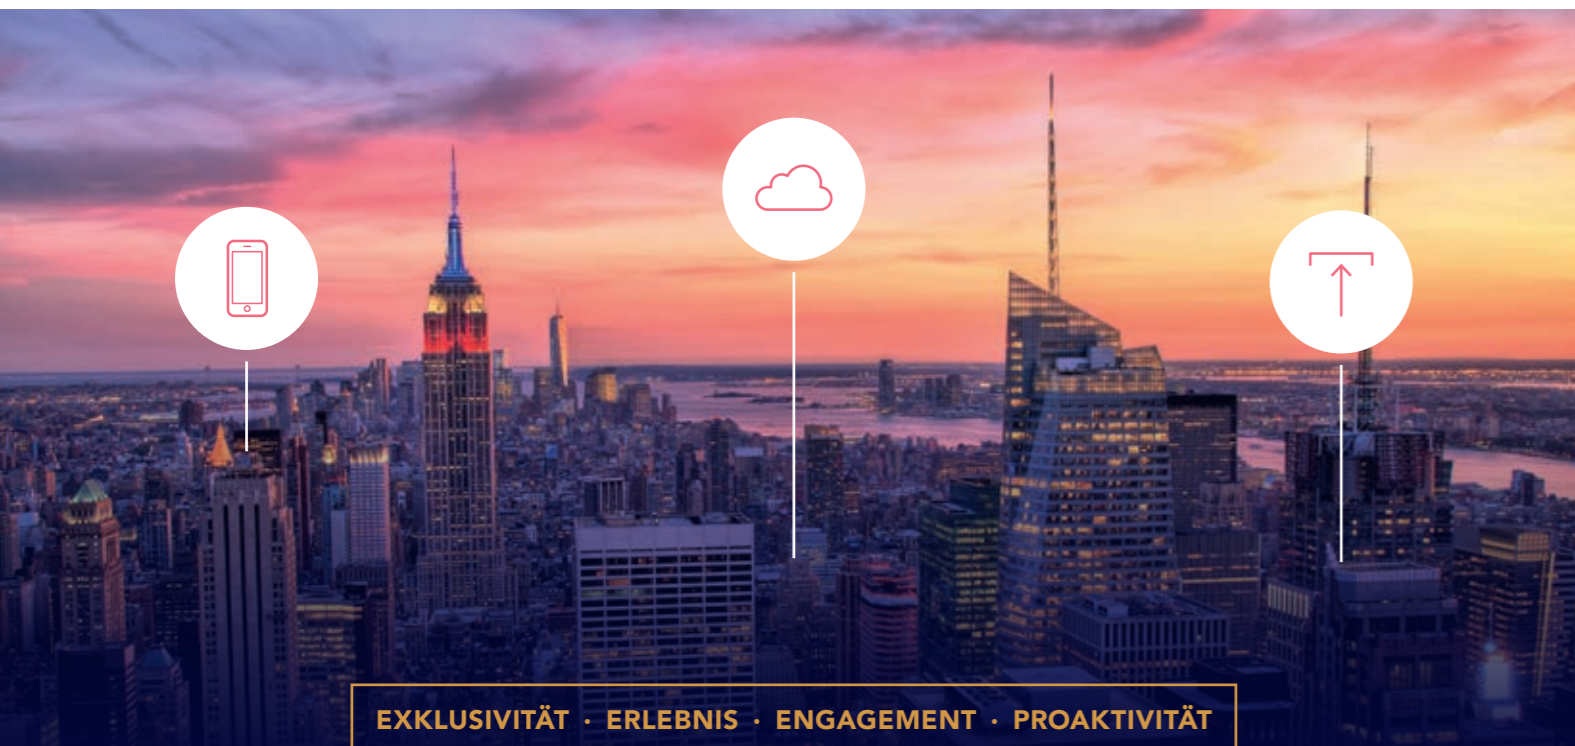 EXKLUSIVITÄT · ERLEBNIS · ENGAGEMENT · PROAKTIVITÄT